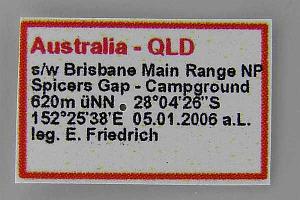 Australia - QLD
s/w Brisbane Main Range NP
Spicers Gap - Campground
620m üNN , 28°04'26"S
152°25'38'E 05.01.2006 a.L.
leg. E. Friedrich